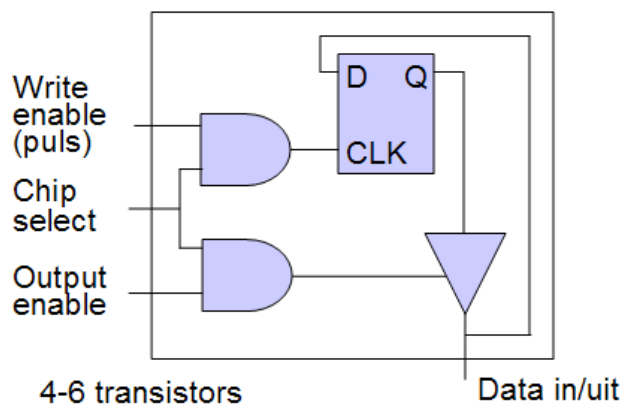 Write
enable
(puls)
D Q
CLK
Chip
select
Output
enable
4-6 transistors
Data in/uit